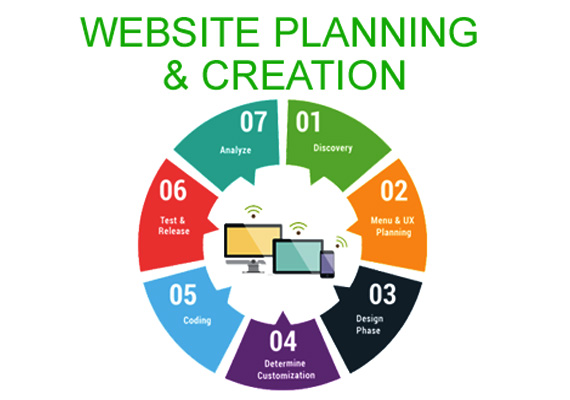 WEBSITE PLANNING
& CREATION
01
Discovery
02
Menu & UX
Planning
03
Design
Phase
04
Determine
Customization
05
Coding
06
Test &
Release
07
Analyze